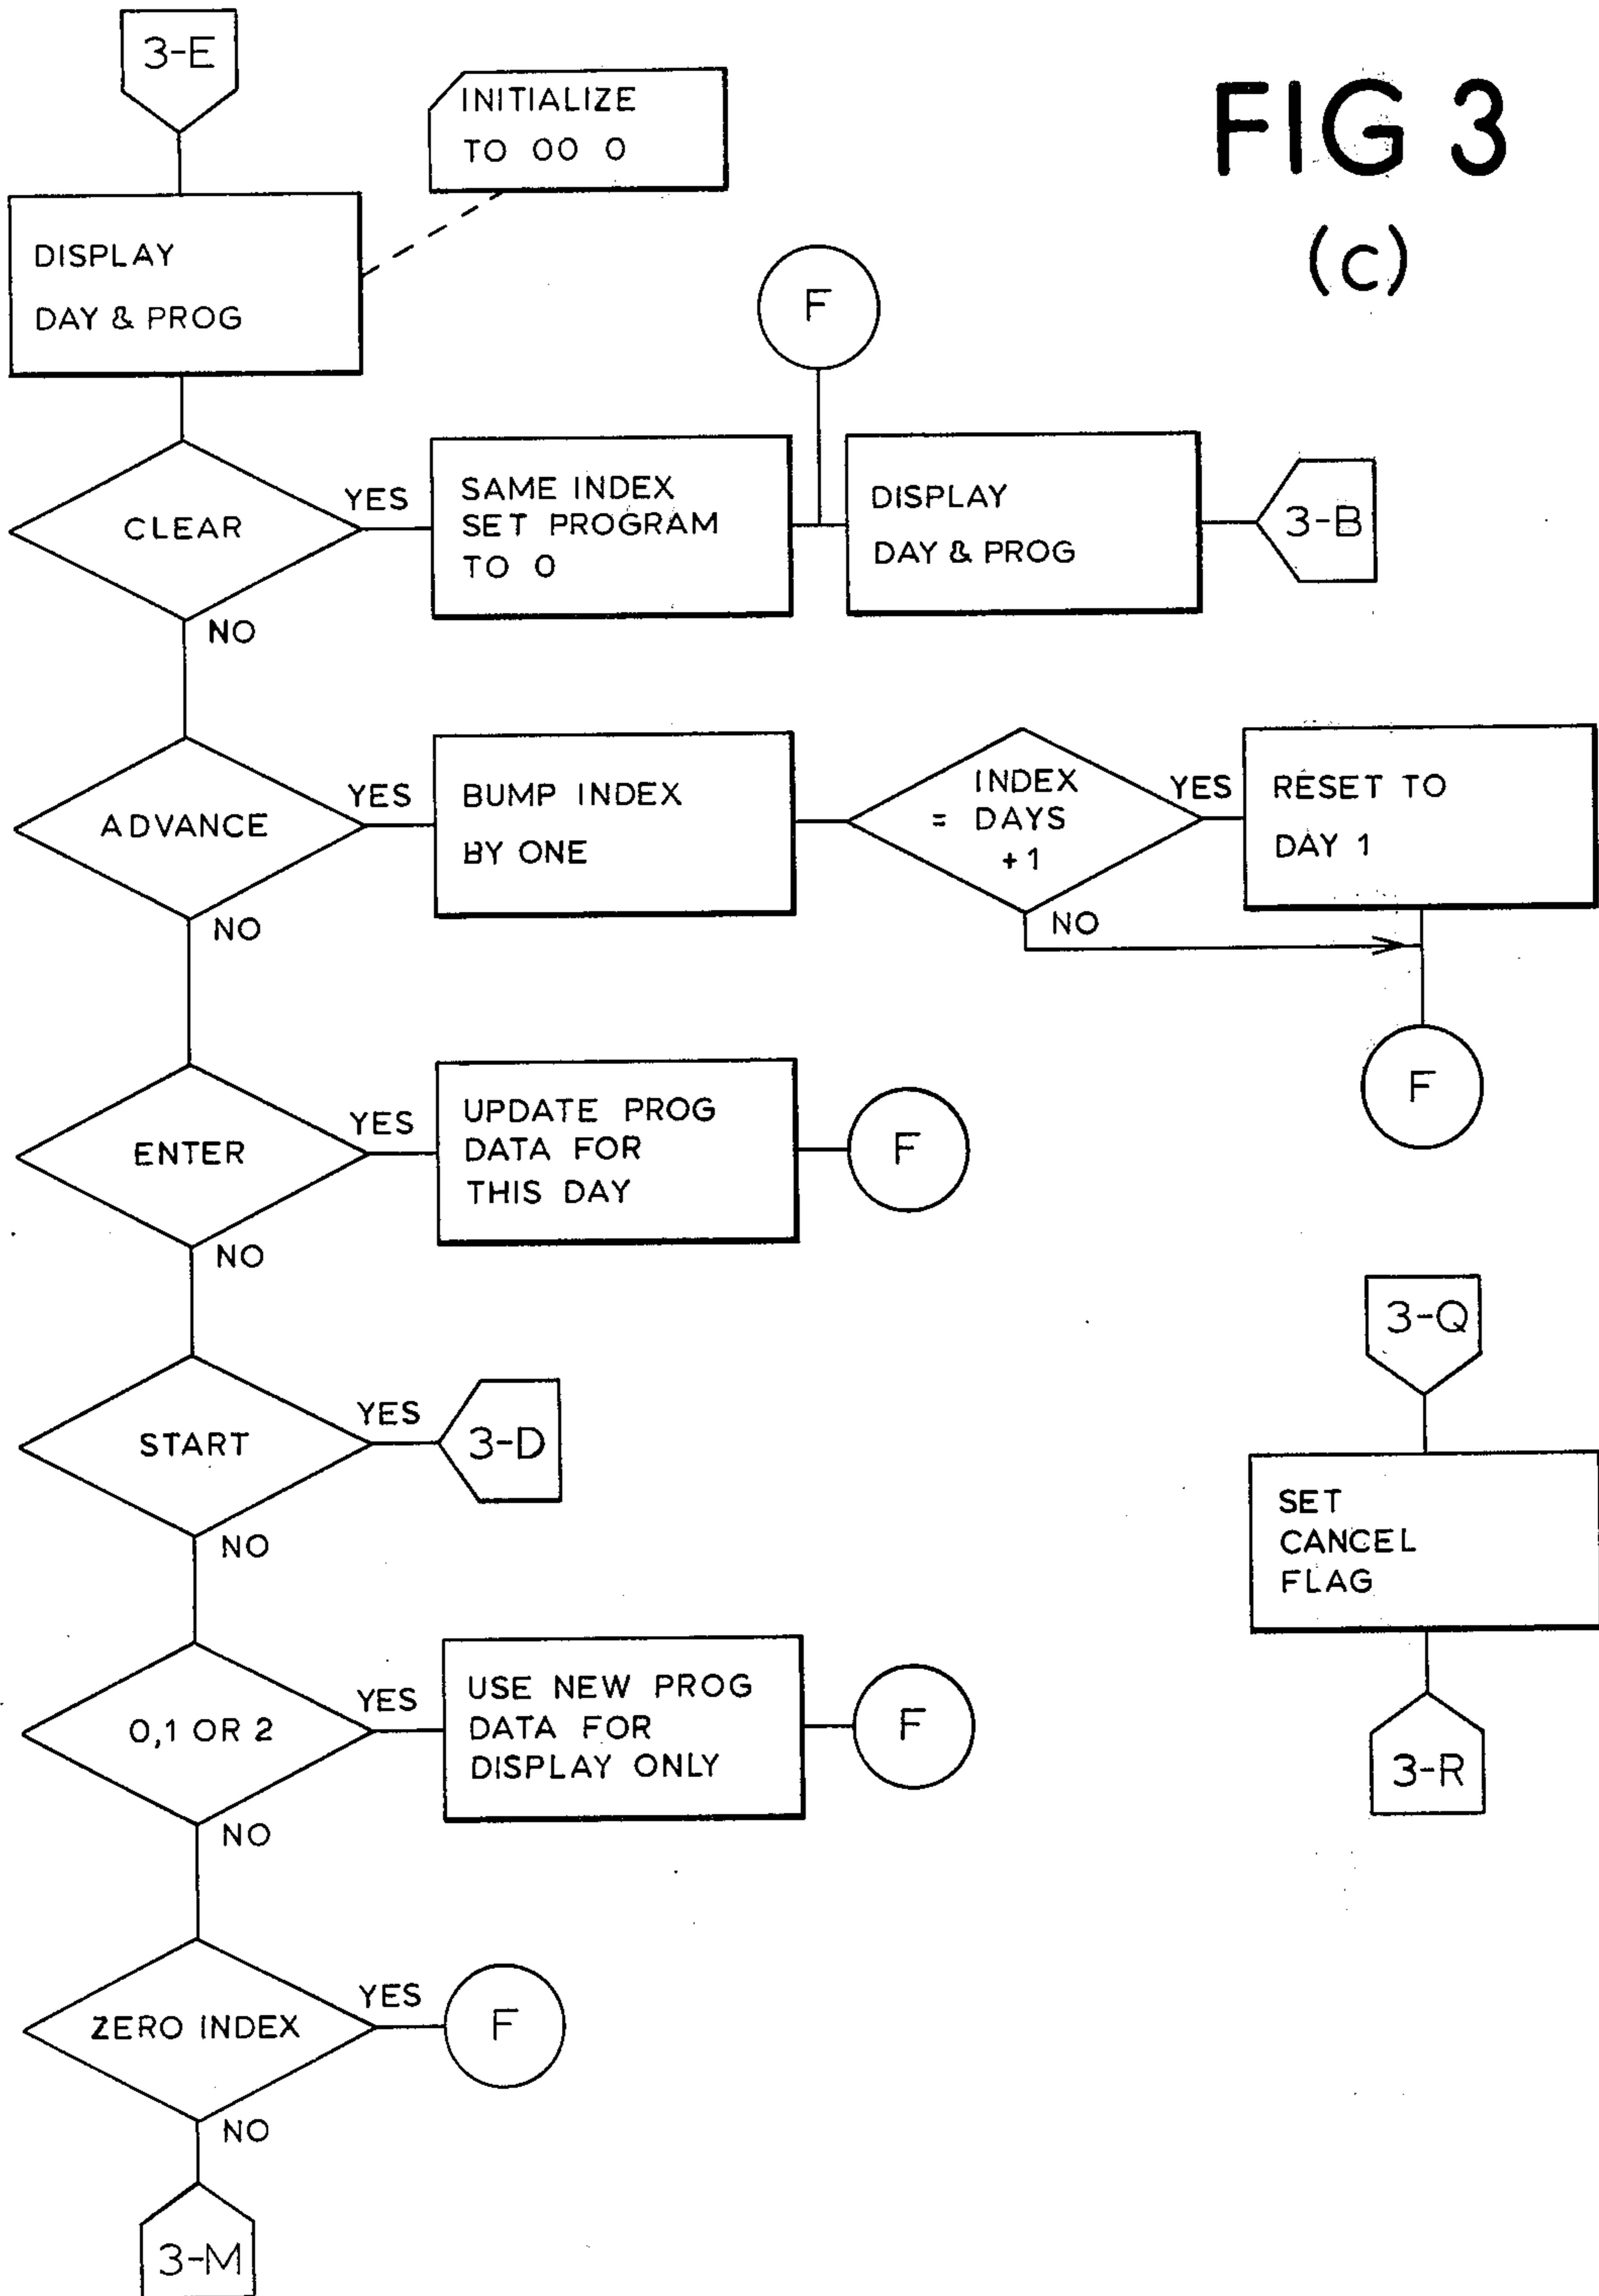 3-E
INITIALIZE
TO 00 0
FIG 3
(c)
DISPLAY
DAY & PROG
F
CLEAR
YES
SAME INDEX
SET PROGRAM
TO 0
DISPLAY
DAY & PROG
3-B
NO
ADVANCE
YES
BUMP INDEX
BY ONE
INDEX
= DAYS
+1
YES
RESET TO
DAY 1
NO
NO
F
ENTER
YES
UPDATE PROG
DATA FOR
THIS DAY
F
NO
3-Q
START
YES
3-D
SET
CANCEL
FLAG
NO
0,1 OR 2
YES
USE NEW PROG
DATA FOR
DISPLAY ONLY
F
3-R
NO
ZERO INDEX
YES
F
NO
3-M